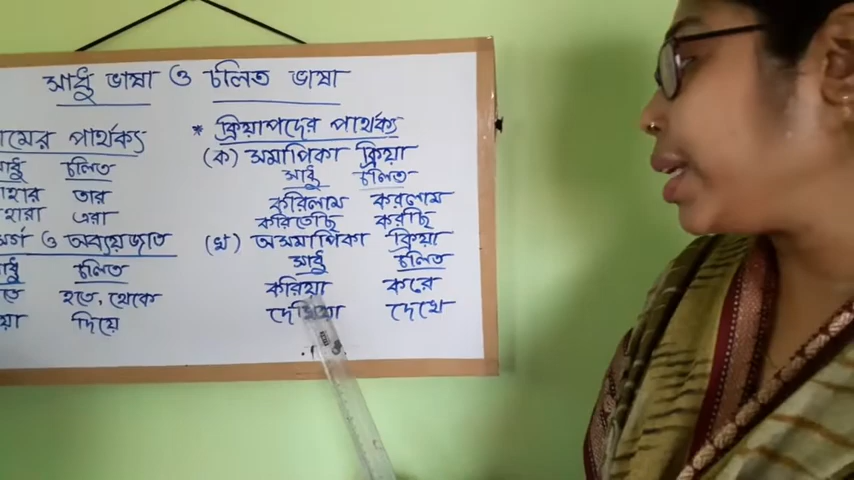 সাধু ভাষা ও চলিত ভাষা
পার্থক্য
চলিত
তার
এরা
ও অব্যয়জাত
চলিত
হতে, থেকে
দিয়ে
* ক্রিয়াপদের পার্থক্য
(ক) সমাপিকা ক্রিয়া
সাধু চলিত
করিলাম করলাম
করিতেছি করছি
(খ) অসমাপিকা ক্রিয়া
সাধু চলিত
করিয়া করে
দেখিয়া দেখে